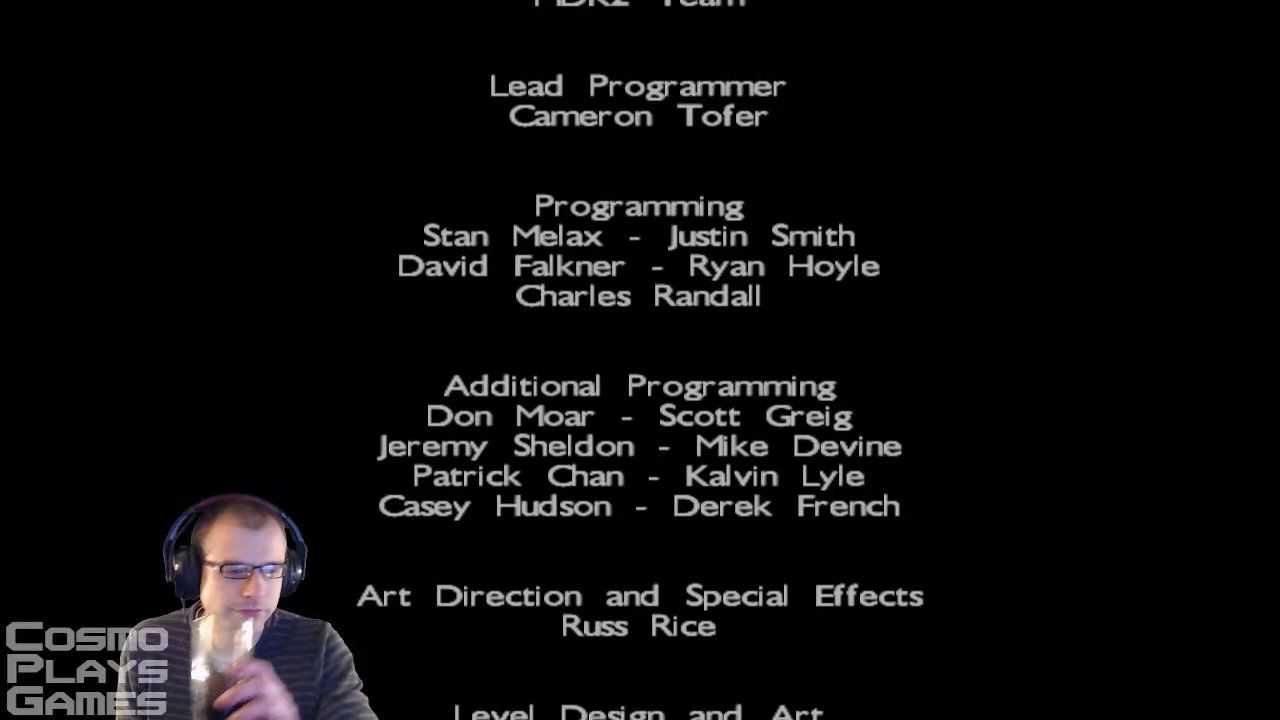 MDK2 Team
Lead Programmer
Cameron Tofer
Programming
Stan Melax - Justin Smith
David Falkner - Ryan Hoyle
Charles Randall
Additional Programming
Don Moar - Scott Greig
Jeremy Sheldon - Mike Devine
Patrick Chan - Kalvin Lyle
Casey Hudson - Derek French
Art Direction and Special Effects
Russ Rice
Level Design and Art
Cosmo
Plays
Games